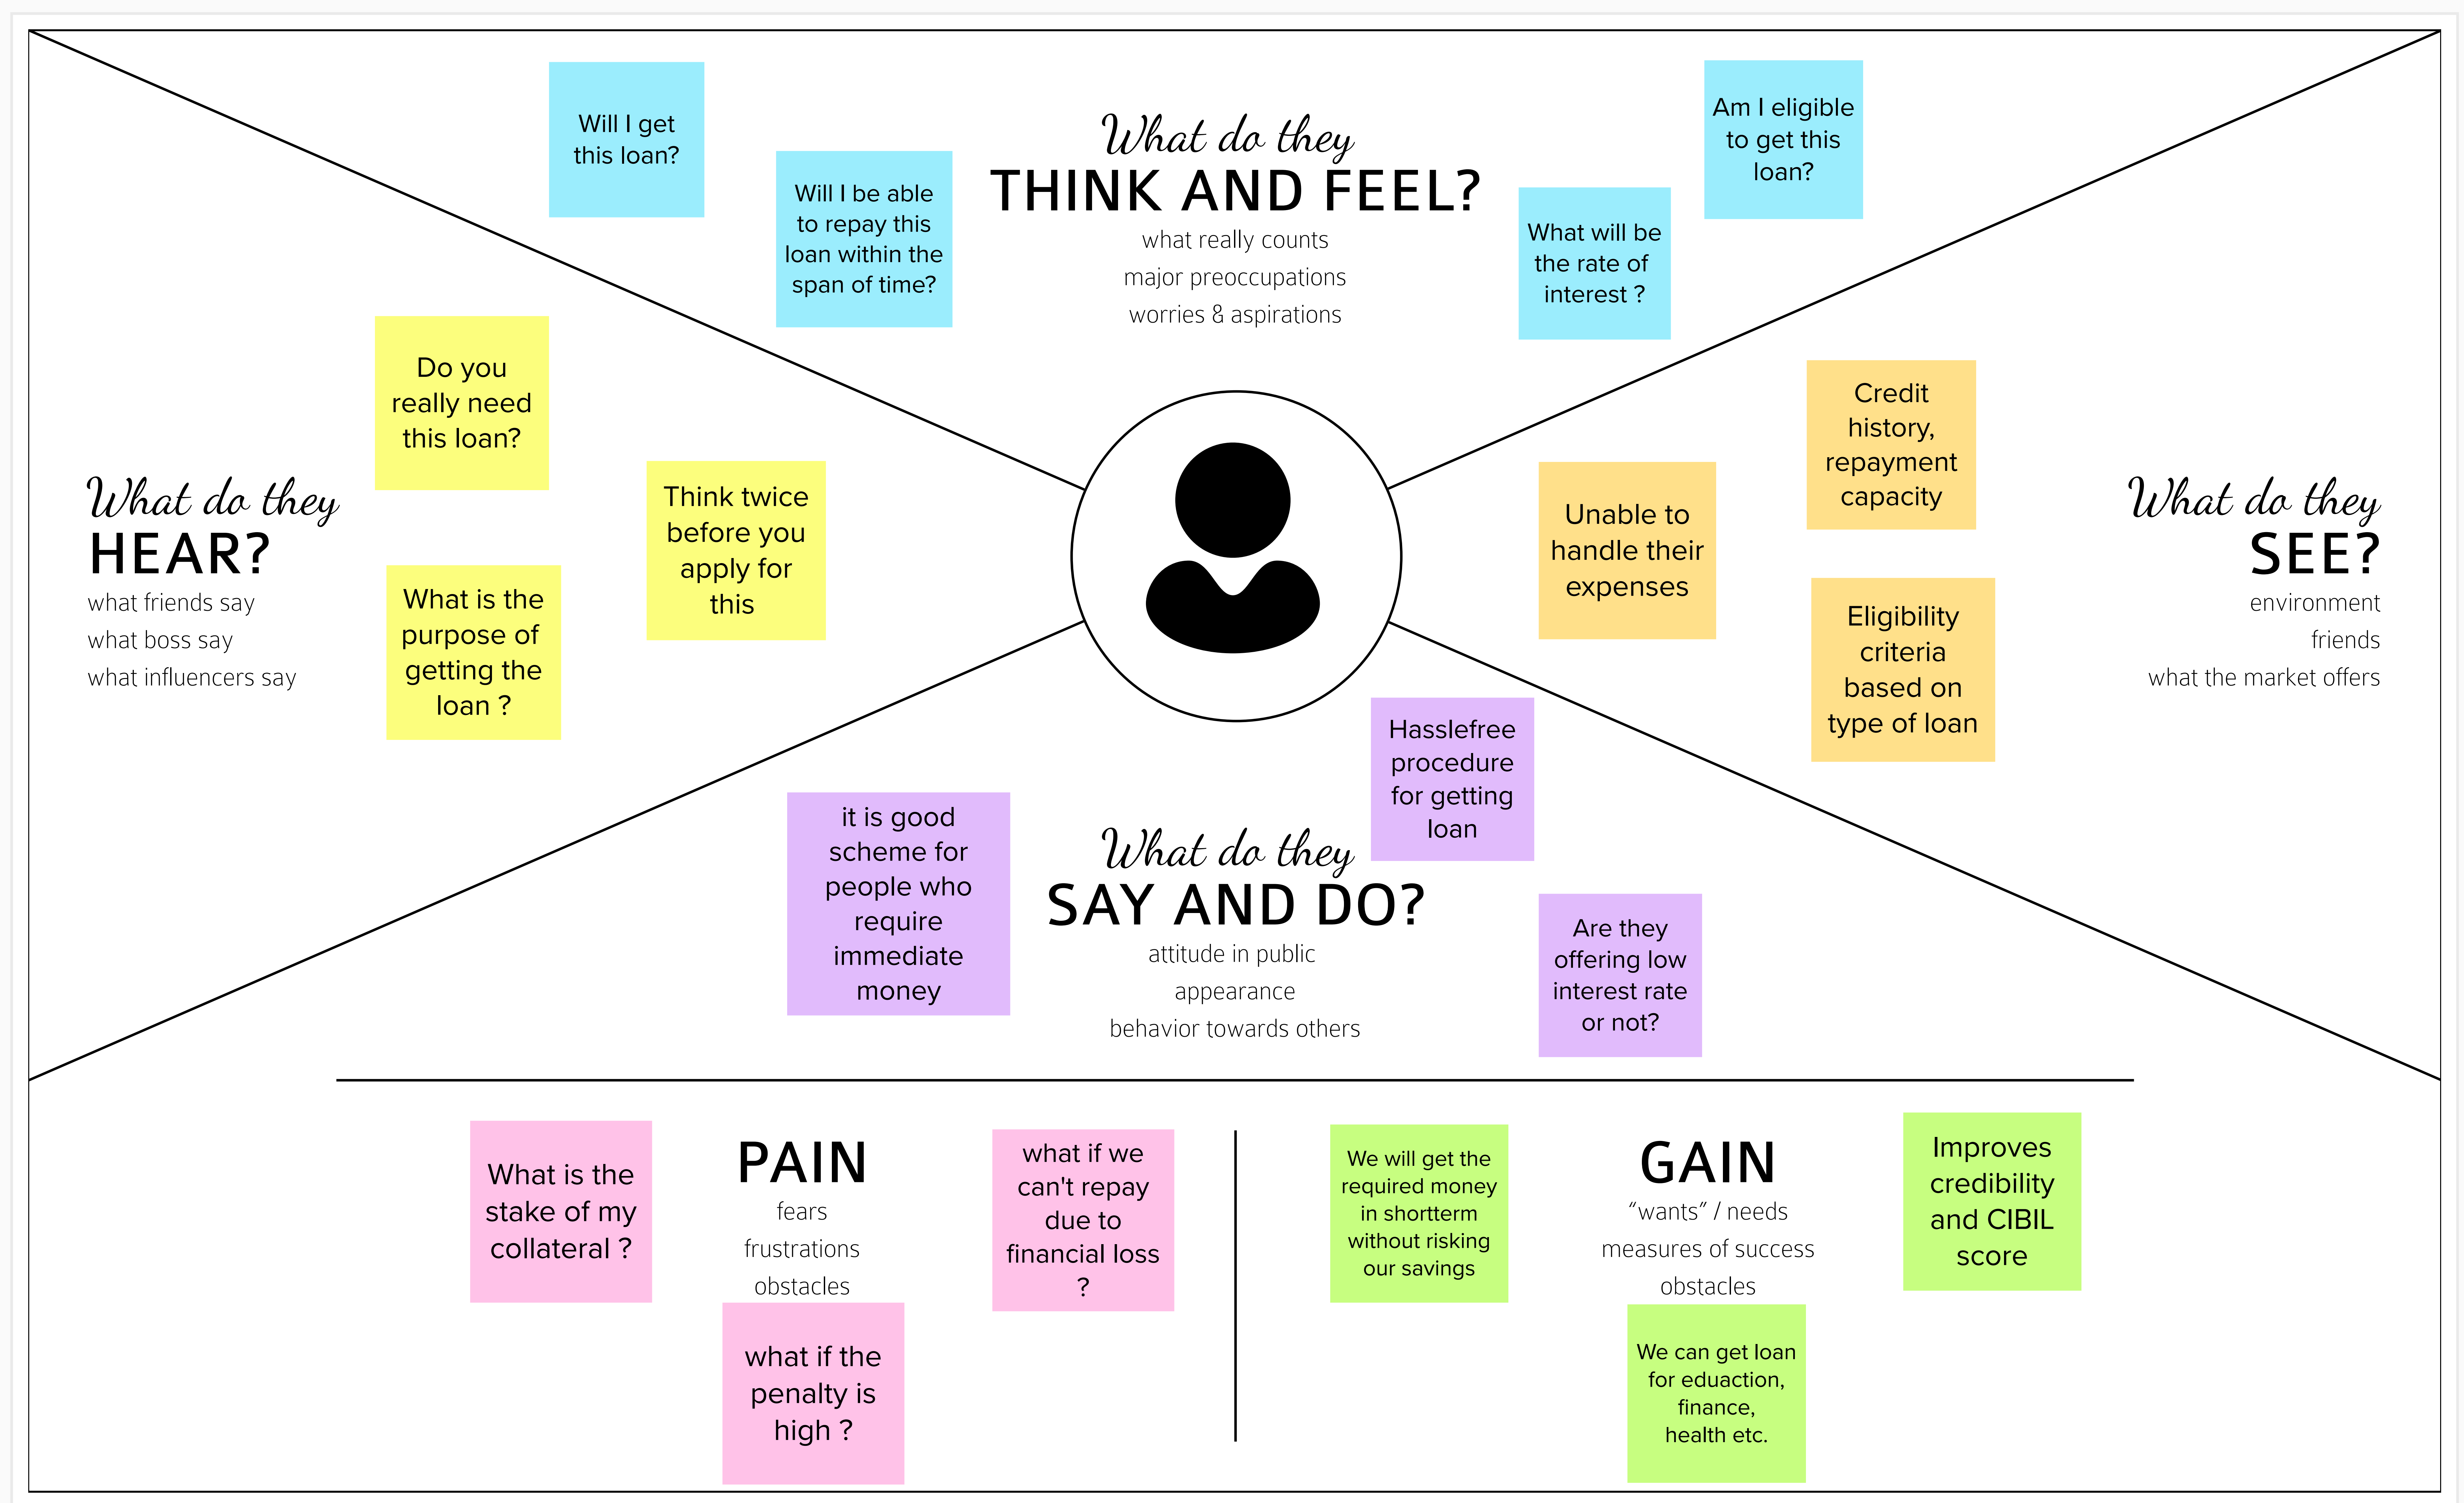 Will I get
this loan?
Will I be able
to repay this
loan within the
span of time?
What do they
THINK AND FEEL?
what really counts
major preoccupations
worries & aspirations
What will be
the rate of
interest ?
Am I eligible
to get this
loan?
What do they
HEAR?
what friends say
what boss say
what influencers say
Do you
really need
this loan?
Think twice
before you
apply for
this
What is the
purpose of
getting the
loan ?
Unable to
handle their
expenses
Credit
history,
repayment
capacity
Eligibility
criteria
based on
type of loan
What do they
SEE?
environment
friends
what the market offers
it is good
scheme for
people who
require
immediate
money
What do they
SAY AND DO?
attitude in public
appearance
behavior towards others
Hasslefree
procedure
for getting
loan
Are they
offering low
interest rate
or not?
What is the
stake of my
collateral ?
PAIN
fears
frustrations
obstacles
what if the
penalty is
high ?
what if we
can't repay
due to
financial loss
?
We will get the
required money
in shortterm
without risking
our savings
GAIN
“wants” / needs
measures of success
obstacles
We can get loan
for eduaction,
finance,
health etc.
Improves
credibility
and CIBIL
score